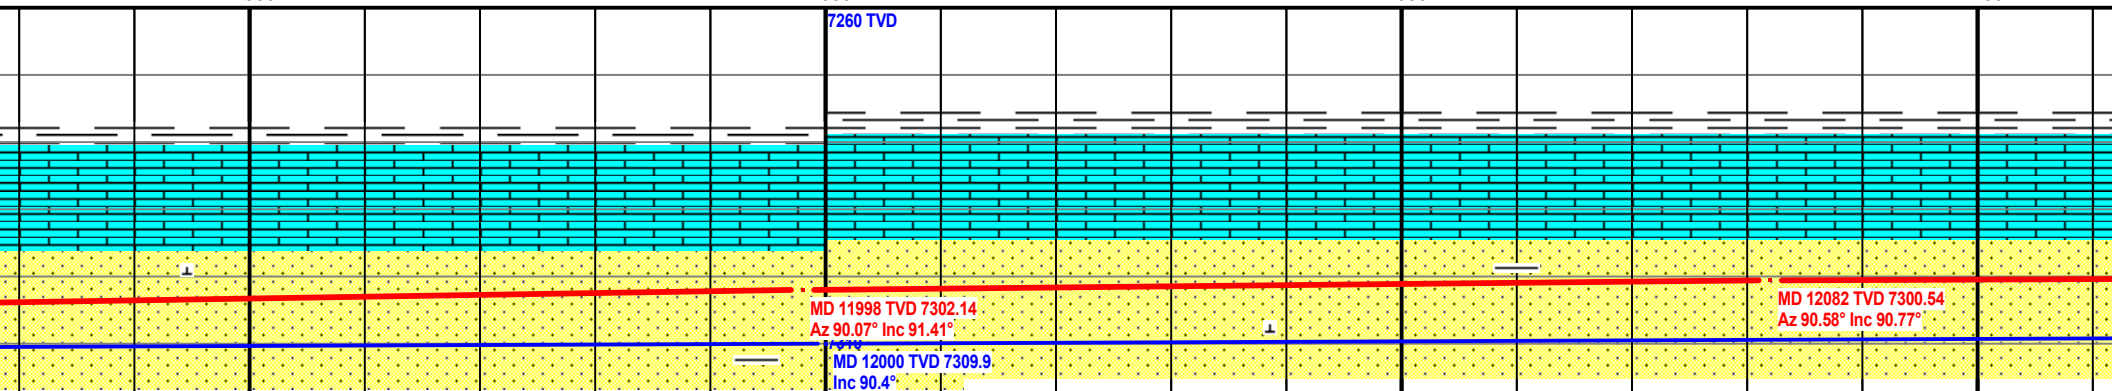 7260 TVD
MD 11998 TVD 7302.14
Az 90.07° Inc 91.41°
MD 12082 TVD 7300.54
Az 90.58° Inc 90.77°
MD 12000 TVD 7309.9
Inc 90.4°